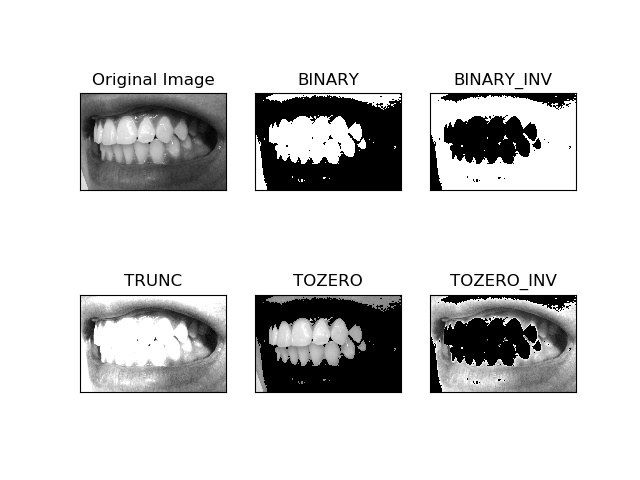 Original Image
BINARY
BINARY_INV
TRUNC
TOZERO
TOZERO_INV